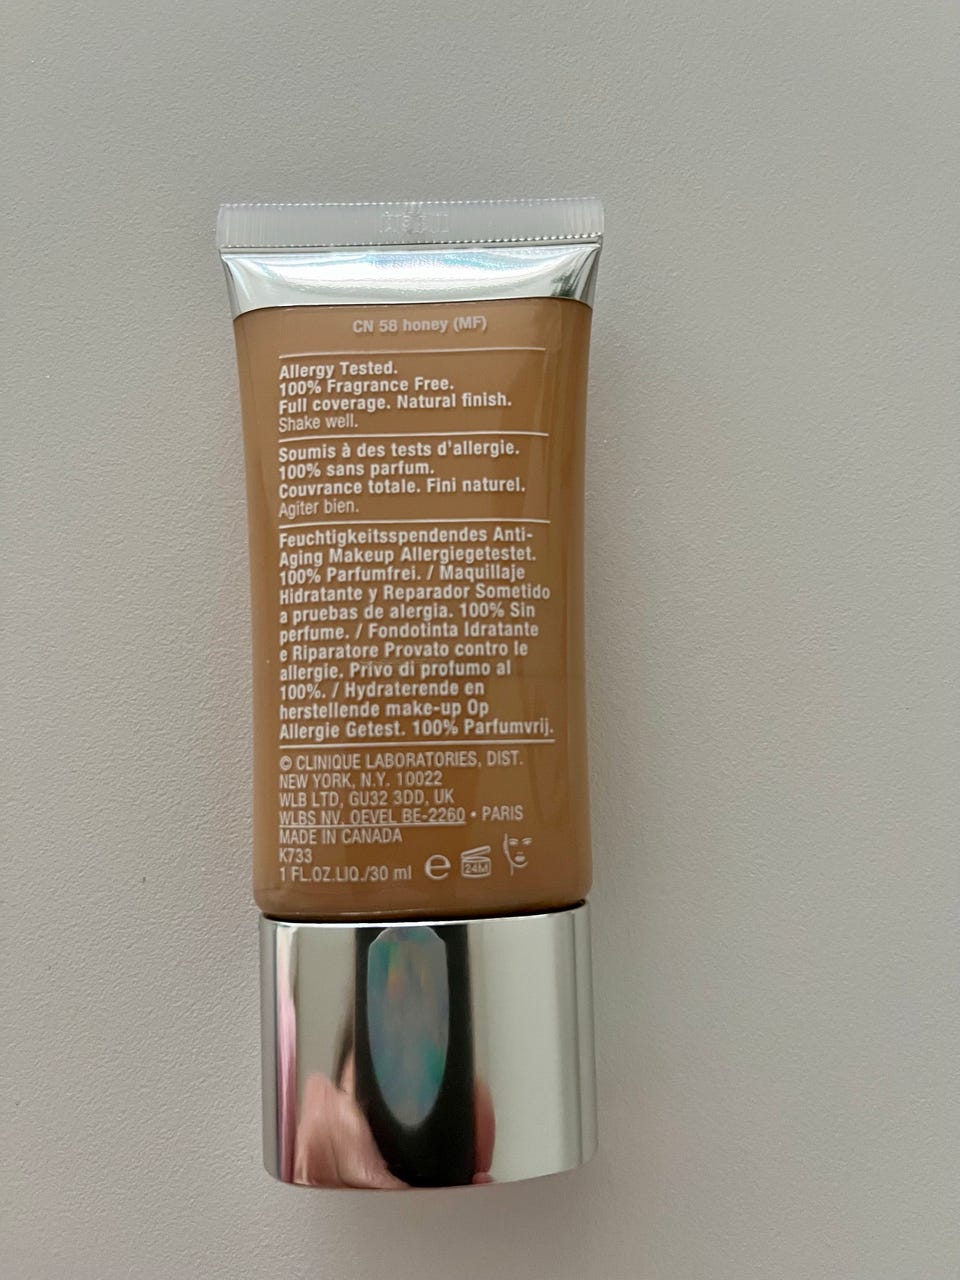 CN 58 honey (MF)
Allergy Tested.
100% Fragrance Free.
Full coverage. Natural finish.
Shake well.
Soumis à des tests d'allergie.
100% sans parfum.
Couvrance totale. Fini naturel.
Agiter bien.
Feuchtigkeitsspendendes Anti-
Aging Makeup Allergiegetestet.
100% Parfumfrei. / Maquillaje
Hidratante y Reparador Sometido
a pruebas de alergia. 100% Sin
perfume. / Fondotinta Idratante
e Riparatore Provato contro le
allergie. Privo di profumo al
100%. / Hydraterende en
herstellende make-up Op
Allergie Getest. 100% Parfumvrij.
© CLINIQUE LABORATORIES, DIST.
NEW YORK, N.Y. 10022
WLB LTD, GU32 3DD, UK
WLBS NV, OEVEL BE-2260 • PARIS
MADE IN CANADA
K733
1 FL.OZ.LIQ./30 ml e 24M